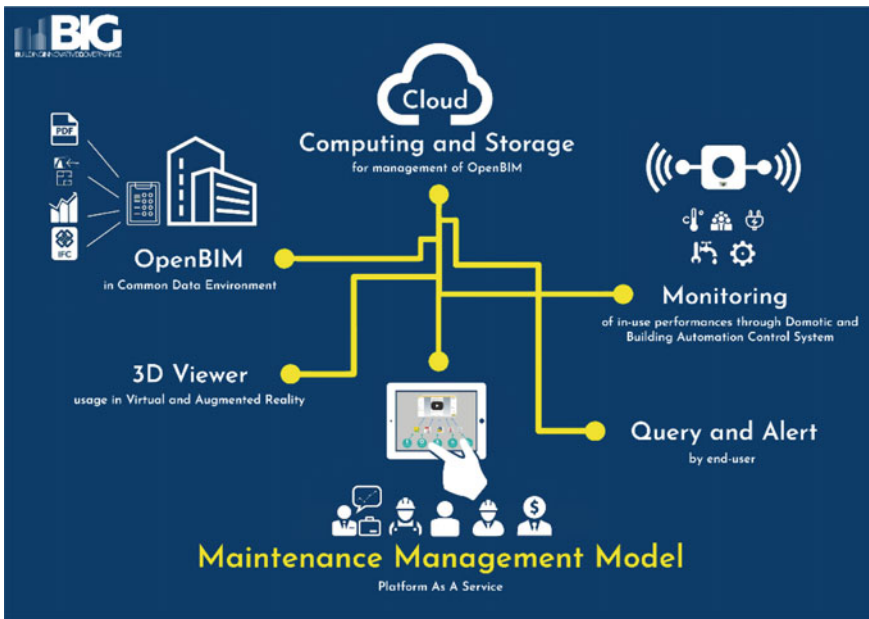 BIG
BUILDINGINNOVATIVEGOVERNANCE
Cloud
Computing and Storage
for management of OpenBIM
PDF
IFC
OpenBIM
in Common Data Environment
C°
Monitoring
of in-use performances through Domotic and
Building Automation Control System
3D Viewer
usage in Virtual and Augmented Reality
Query and Alert
by end-user
$
Maintenance Management Model
Platform As A Service